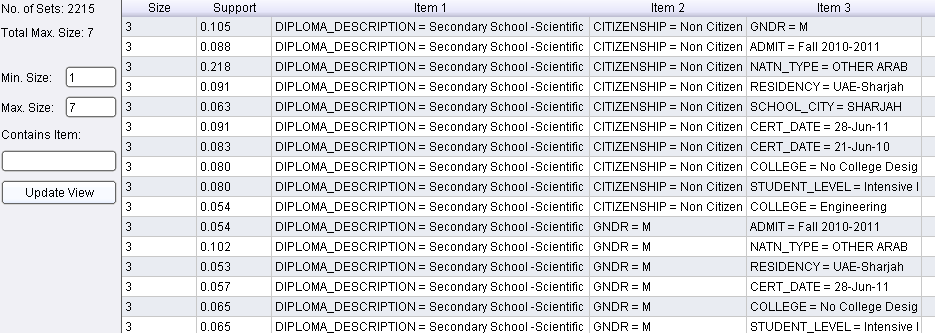 No. of Sets: 2215
Total Max. Size: 7
Min. Size: 1
Max. Size: 7
Contains Item:
Update View
Size Support Item 1 Item 2 Item 3
3 0.105 DIPLOMA_DESCRIPTION = Secondary School -Scientific CITIZENSHIP = Non Citizen GNDR = M
3 0.088 DIPLOMA_DESCRIPTION = Secondary School -Scientific CITIZENSHIP = Non Citizen ADMIT = Fall 2010-2011
3 0.218 DIPLOMA_DESCRIPTION = Secondary School -Scientific CITIZENSHIP = Non Citizen NATN_TYPE = OTHER ARAB
3 0.091 DIPLOMA_DESCRIPTION = Secondary School -Scientific CITIZENSHIP = Non Citizen RESIDENCY = UAE-Sharjah
3 0.063 DIPLOMA_DESCRIPTION = Secondary School -Scientific CITIZENSHIP = Non Citizen SCHOOL_CITY = SHARJAH
3 0.091 DIPLOMA_DESCRIPTION = Secondary School -Scientific CITIZENSHIP = Non Citizen CERT_DATE = 28-Jun-11
3 0.083 DIPLOMA_DESCRIPTION = Secondary School -Scientific CITIZENSHIP = Non Citizen CERT_DATE = 21-Jun-10
3 0.080 DIPLOMA_DESCRIPTION = Secondary School -Scientific CITIZENSHIP = Non Citizen COLLEGE = No College Desig
3 0.080 DIPLOMA_DESCRIPTION = Secondary School -Scientific CITIZENSHIP = Non Citizen STUDENT_LEVEL = Intensive I
3 0.054 DIPLOMA_DESCRIPTION = Secondary School -Scientific CITIZENSHIP = Non Citizen COLLEGE = Engineering
3 0.054 DIPLOMA_DESCRIPTION = Secondary School -Scientific GNDR = M ADMIT = Fall 2010-2011
3 0.102 DIPLOMA_DESCRIPTION = Secondary School -Scientific GNDR = M NATN_TYPE = OTHER ARAB
3 0.053 DIPLOMA_DESCRIPTION = Secondary School -Scientific GNDR = M RESIDENCY = UAE-Sharjah
3 0.057 DIPLOMA_DESCRIPTION = Secondary School -Scientific GNDR = M CERT_DATE = 28-Jun-11
3 0.065 DIPLOMA_DESCRIPTION = Secondary School -Scientific GNDR = M COLLEGE = No College Desig
3 0.065 DIPLOMA_DESCRIPTION = Secondary School -Scientific GNDR = M STUDENT_LEVEL = Intensive I